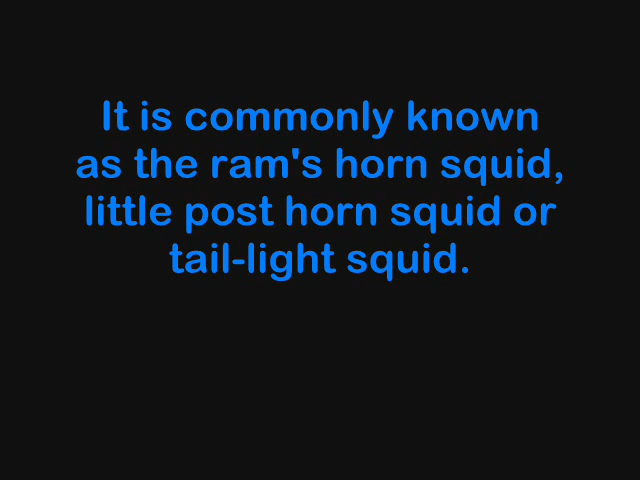 It is commonly known
as the ram's horn squid,
little post horn squid or
tail-light squid.